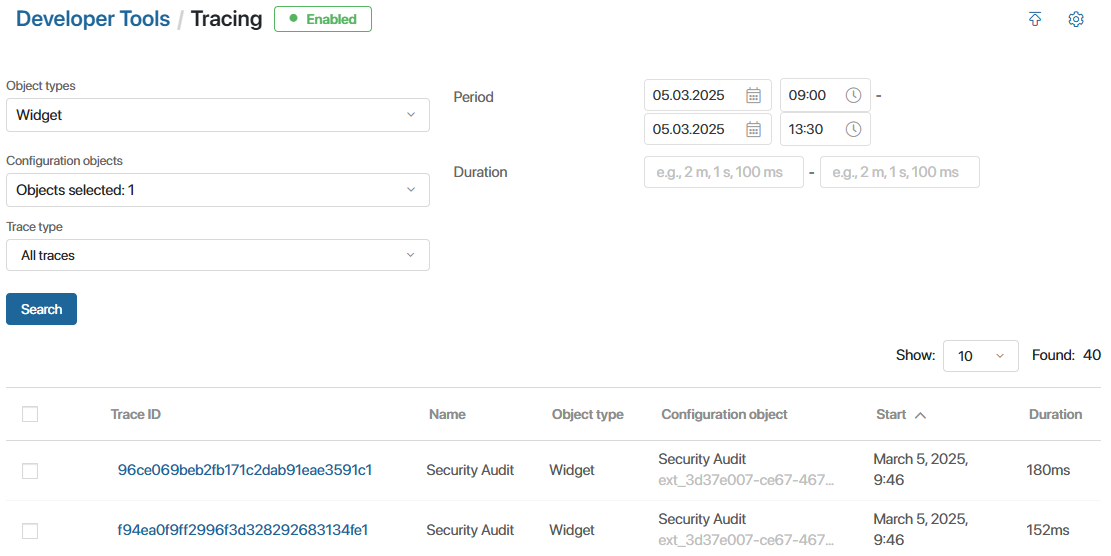 Developer Tools / Tracing Enabled
Object types
Widget
Period
05.03.2025 09:00 -
05.03.2025 13:30
Configuration objects
Objects selected: 1
Duration
e.g., 2 m, 1 s, 100 ms - e.g., 2 m, 1 s, 100 ms
Trace type
All traces
Search
Show: 10 Found: 40
Trace ID Name Object type Configuration object Start Duration
96ce069beb2fb171c2dab91eae3591c1 Security Audit Widget Security Audit March 5, 2025, 180ms
ext_3d37e007-ce67-467... 9:46
f94ea0f9ff2996f3d328292683134fe1 Security Audit Widget Security Audit March 5, 2025, 152ms
ext_3d37e007-ce67-467... 9:46